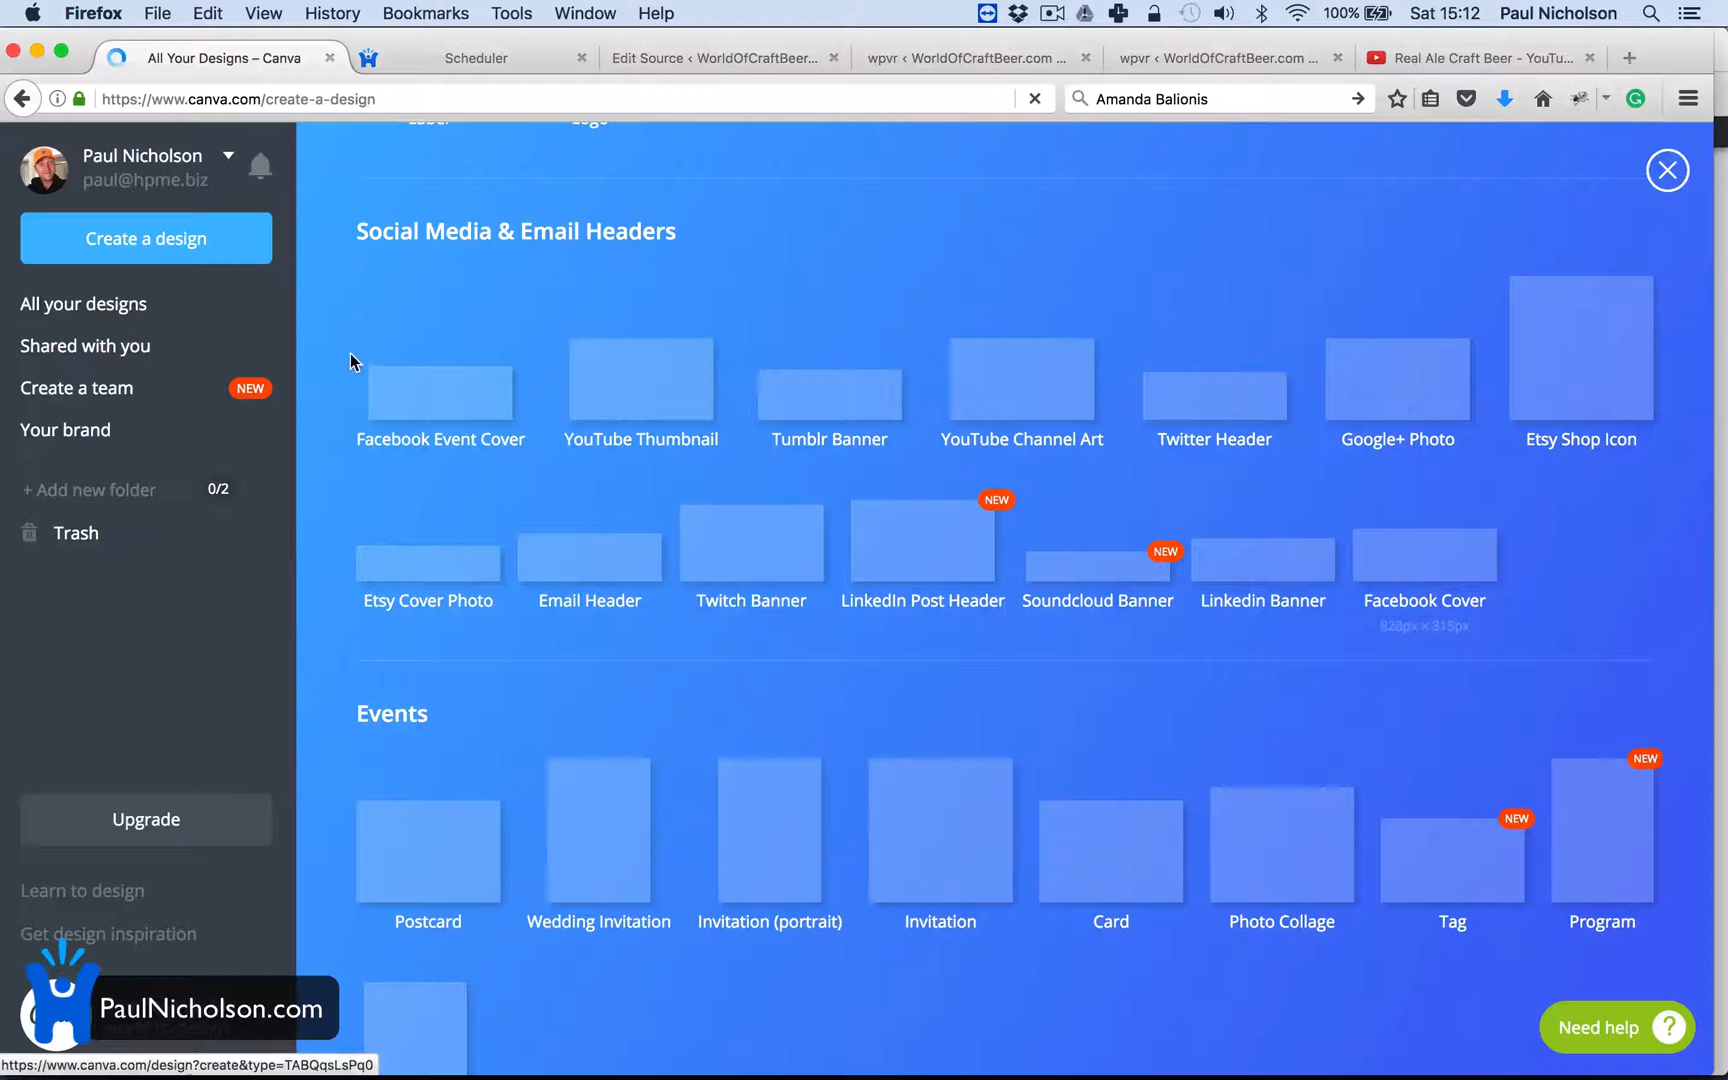 Firefox File Edit View History Bookmarks Tools Window Help 100% Sat 15:12 Paul Nicholson
All Your Designs – Canva Scheduler Edit Source ‹ WorldOfCraftBeer... wpvr ‹ WorldOfCraftBeer.com ... wpvr ‹ WorldOfCraftBeer.com ... Real Ale Craft Beer - YouTu...
https://www.canva.com/create-a-design Amanda Balionis
Paul Nicholson
paul@hpme.biz
Create a design
All your designs
Shared with you
Create a team NEW
Your brand
+ Add new folder 0/2
Trash
Upgrade
Learn to design
Get design inspiration
PaulNicholson.com
https://www.canva.com/design?create&type=TABQqsLsPq0
Label Logo
Social Media & Email Headers
Facebook Event Cover YouTube Thumbnail Tumblr Banner YouTube Channel Art Twitter Header Google+ Photo Etsy Shop Icon
NEW NEW
Etsy Cover Photo Email Header Twitch Banner LinkedIn Post Header Soundcloud Banner Linkedin Banner Facebook Cover
828px × 315px
Events
NEW NEW
Postcard Wedding Invitation Invitation (portrait) Invitation Card Photo Collage Tag Program
Need help ?